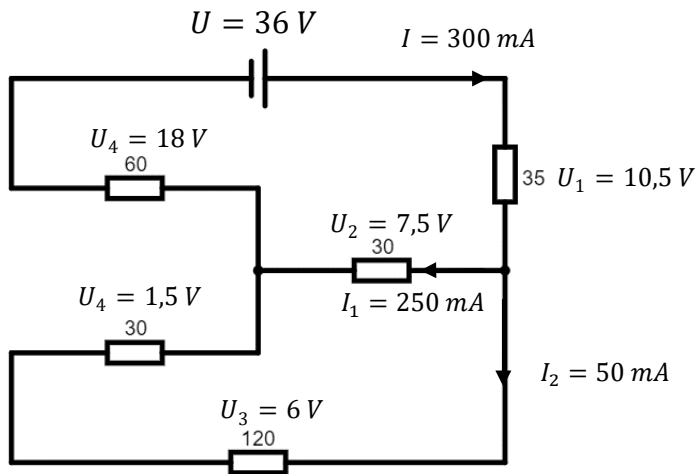 U = 36 V
I = 300 mA
U₄ = 18 V
60
35 U₁ = 10,5 V
U₂ = 7,5 V
30
U₄ = 1,5 V
I₁ = 250 mA
30
I₂ = 50 mA
U₃ = 6 V
120